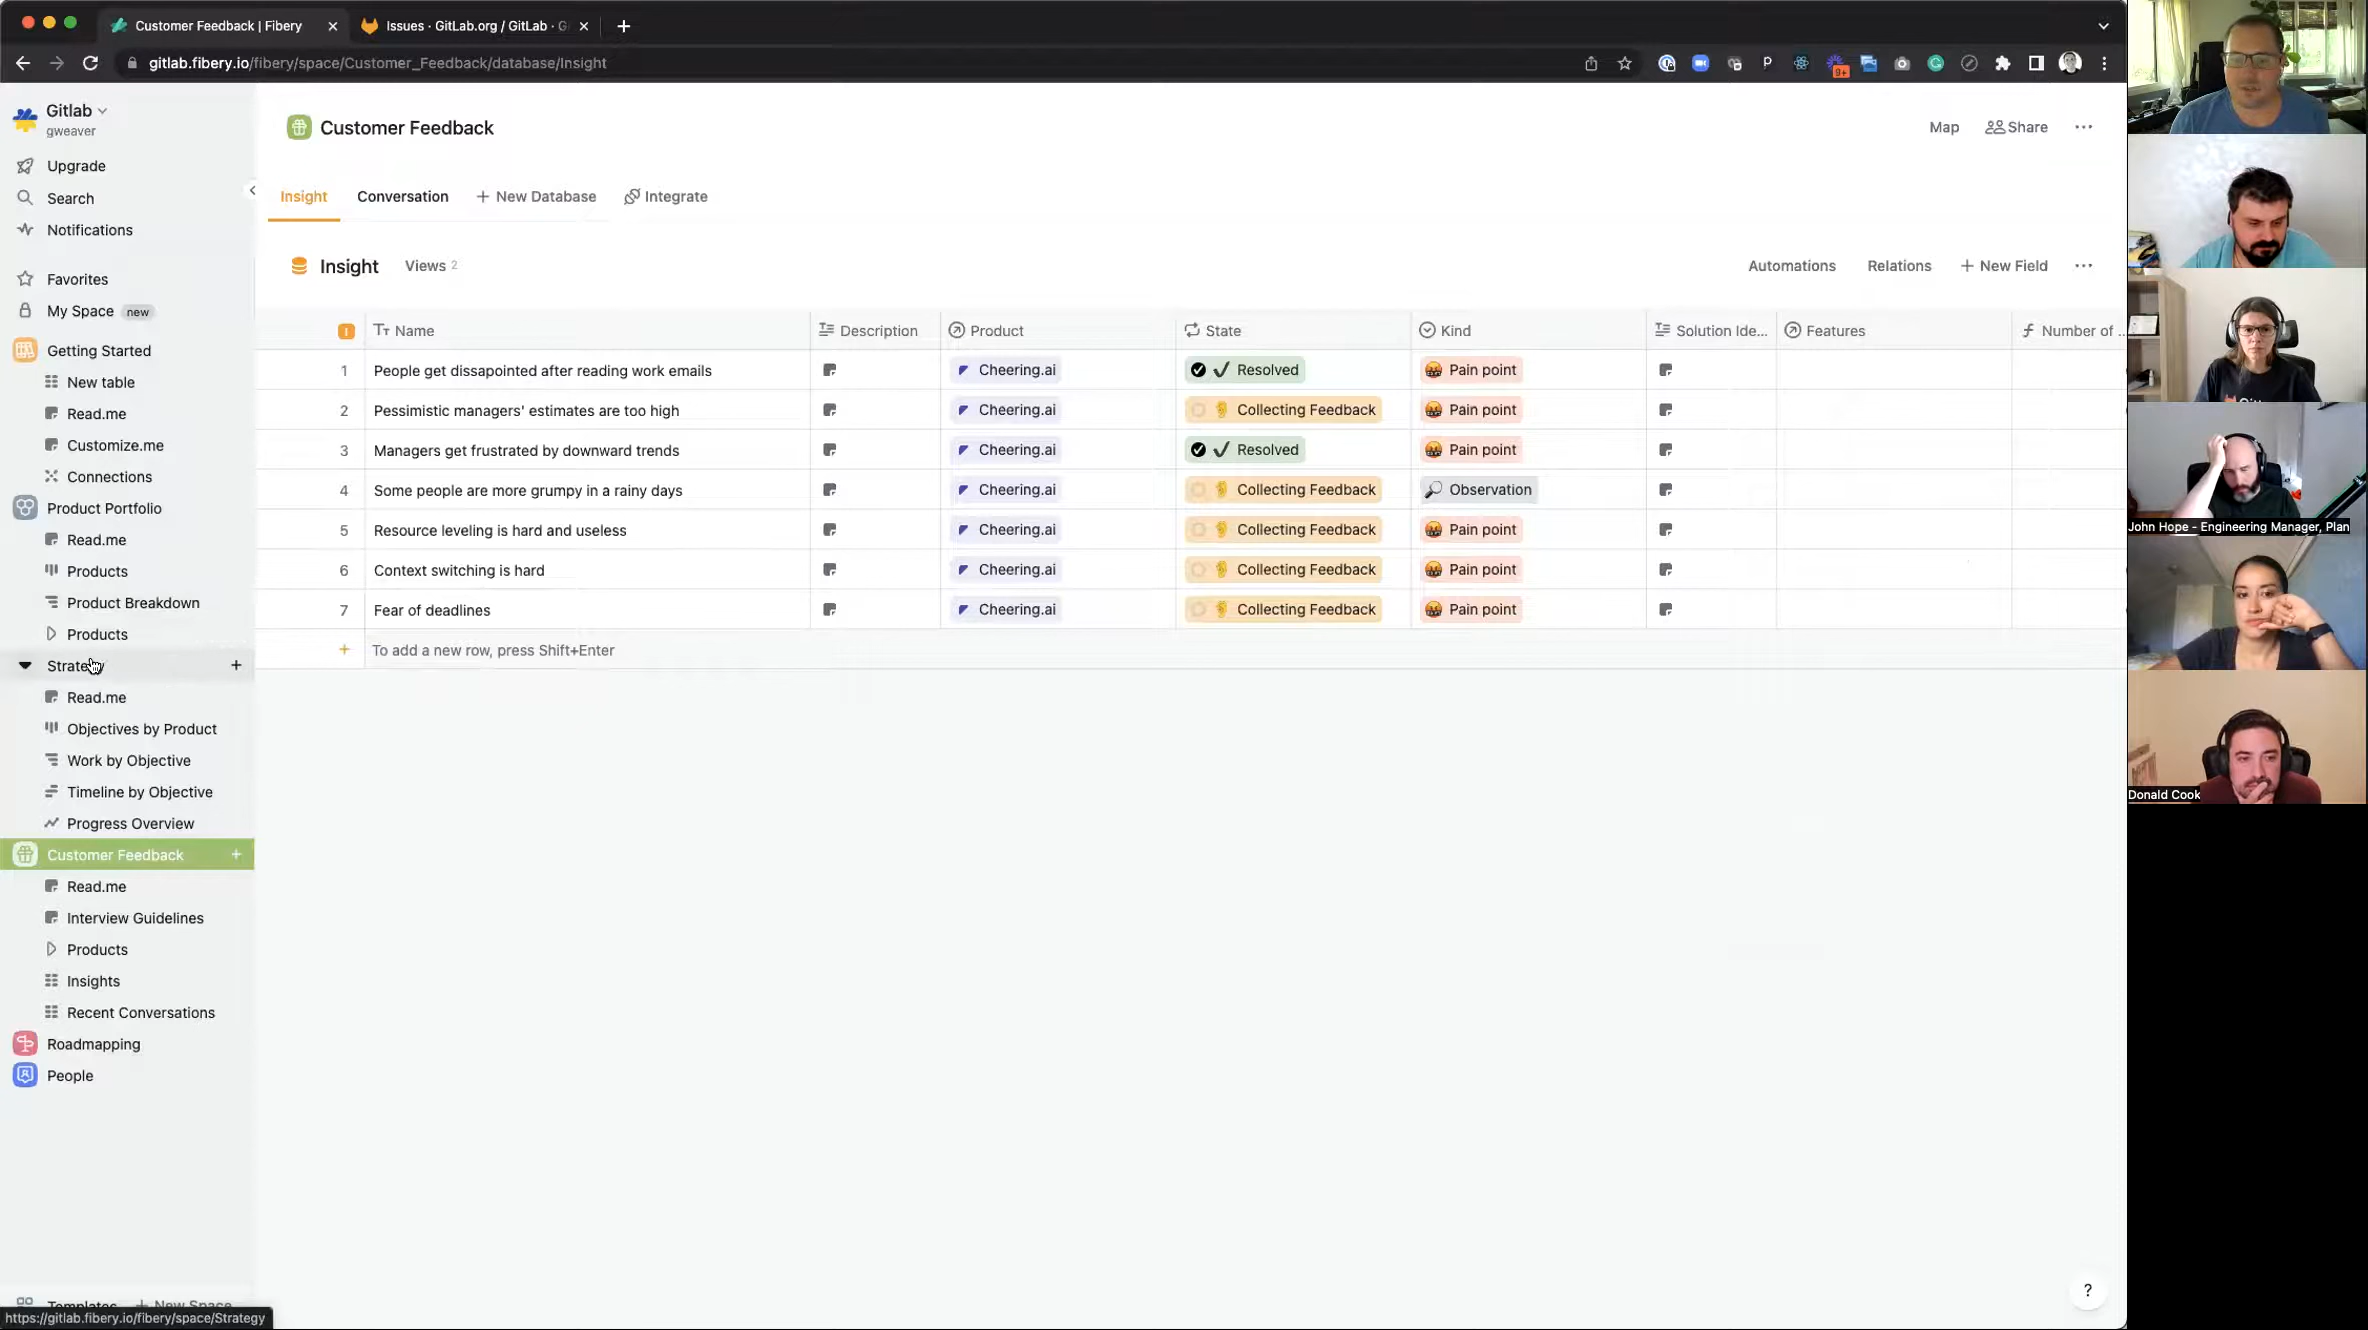 Customer Feedback | Fibery
Issues · GitLab.org / GitLab · G
gitlab.fibery.io/fibery/space/Customer_Feedback/database/Insight
9+
Gitlab
gweaver
Upgrade
Search
Notifications
Favorites
My Space new
Getting Started
New table
Read.me
Customize.me
Connections
Product Portfolio
Read.me
Products
Product Breakdown
Products
Strategy
Read.me
Objectives by Product
Work by Objective
Timeline by Objective
Progress Overview
Customer Feedback
Read.me
Interview Guidelines
Products
Insights
Recent Conversations
Roadmapping
People
Templates + New Space
https://gitlab.fibery.io/fibery/space/Strategy
Customer Feedback
Map Share
Insight Conversation + New Database Integrate
Insight Views 2
Automations Relations + New Field
I Name Description Product State Kind Solution Ide... Features Number of ...
1 People get dissapointed after reading work emails Cheering.ai Resolved Pain point
2 Pessimistic managers' estimates are too high Cheering.ai Collecting Feedback Pain point
3 Managers get frustrated by downward trends Cheering.ai Resolved Pain point
4 Some people are more grumpy in a rainy days Cheering.ai Collecting Feedback Observation
5 Resource leveling is hard and useless Cheering.ai Collecting Feedback Pain point
6 Context switching is hard Cheering.ai Collecting Feedback Pain point
7 Fear of deadlines Cheering.ai Collecting Feedback Pain point
+ To add a new row, press Shift+Enter
?
John Hope - Engineering Manager, Plan
Donald Cook